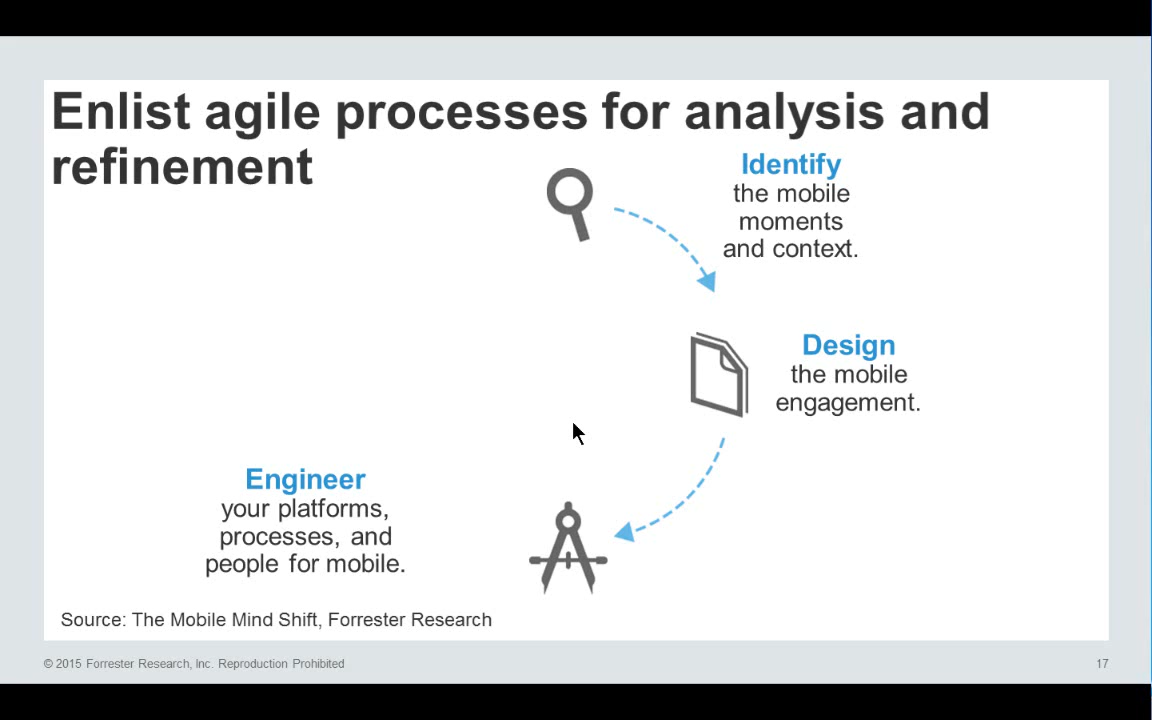 Enlist agile processes for analysis and
refinement
Identify
the mobile
moments
and context.
Design
the mobile
engagement.
Engineer
your platforms,
processes, and
people for mobile.
Source: The Mobile Mind Shift, Forrester Research
© 2015 Forrester Research, Inc. Reproduction Prohibited
17